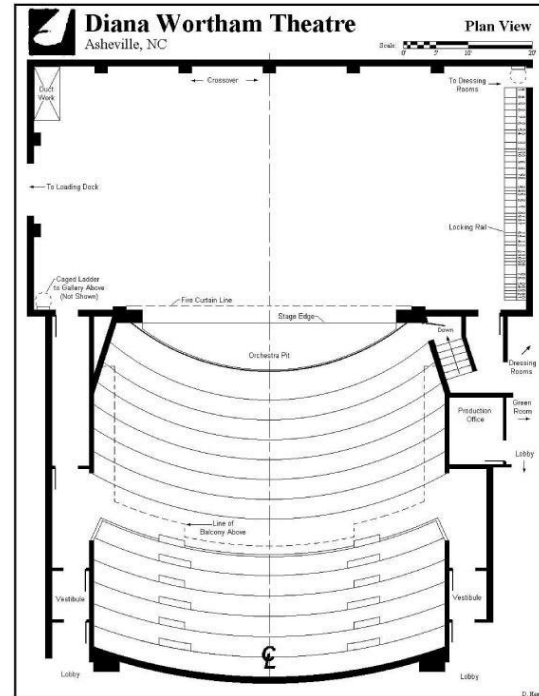 Diana Wortham Theatre
Asheville, NC
Plan View
Scale
0'
5'
10'
20'
Crossover
To Dressing
Rooms
Duct
Work
To Loading Dock
Locking Rail
Caged Ladder
to Gallery Above
(Not Shown)
Fire Curtain Line
Stage Edge
Down
Orchestra Pit
Dressing
Rooms
Production
Office
Green
Room
Lobby
Line of
Balcony Above
Vestibule
Vestibule
CL
Lobby
Lobby